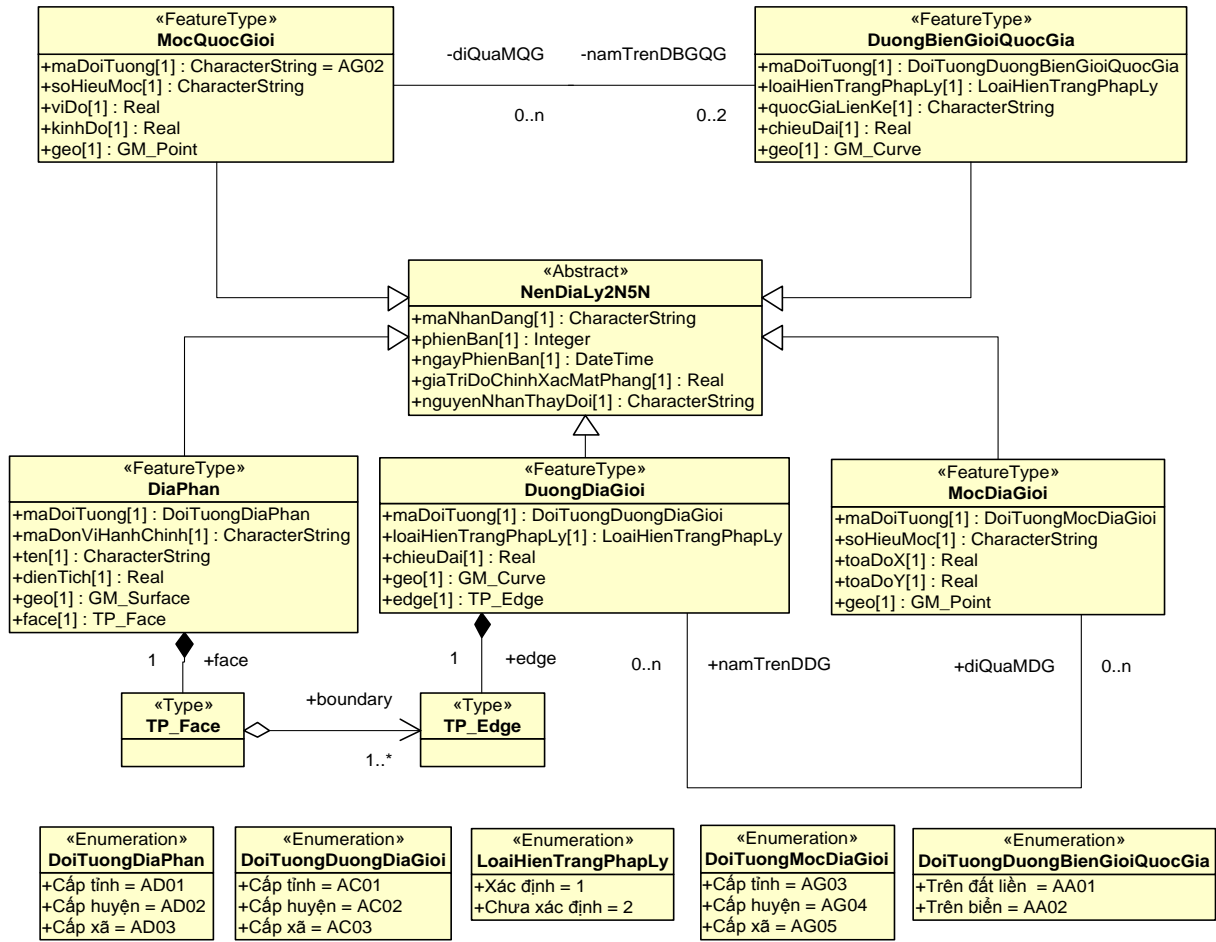 «FeatureType»
MocQuocGioi
+maDoiTuong[1] : CharacterString = AG02
+soHieuMoc[1] : CharacterString
+viDo[1] : Real
+kinhDo[1] : Real
+geo[1] : GM_Point
-diQuaMQG
-namTrenDBGQG
0..n
0..2
«FeatureType»
DuongBienGioiQuocGia
+maDoiTuong[1] : DoiTuongDuongBienGioiQuocGia
+loaiHienTrangPhapLy[1] : LoaiHienTrangPhapLy
+quocGiaLienKe[1] : CharacterString
+chieuDai[1] : Real
+geo[1] : GM_Curve
«Abstract»
NenDiaLy2N5N
+maNhanDang[1] : CharacterString
+phienBan[1] : Integer
+ngayPhienBan[1] : DateTime
+giaTriDoChinhXacMatPhang[1] : Real
+nguyenNhanThayDoi[1] : CharacterString
«FeatureType»
DiaPhan
+maDoiTuong[1] : DoiTuongDiaPhan
+maDonViHanhChinh[1] : CharacterString
+ten[1] : CharacterString
+dienTich[1] : Real
+geo[1] : GM_Surface
+face[1] : TP_Face
«FeatureType»
DuongDiaGioi
+maDoiTuong[1] : DoiTuongDuongDiaGioi
+loaiHienTrangPhapLy[1] : LoaiHienTrangPhapLy
+chieuDai[1] : Real
+geo[1] : GM_Curve
+edge[1] : TP_Edge
«FeatureType»
MocDiaGioi
+maDoiTuong[1] : DoiTuongMocDiaGioi
+soHieuMoc[1] : CharacterString
+toaDoX[1] : Real
+toaDoY[1] : Real
+geo[1] : GM_Point
1
+face
1
+edge
0..n
+namTrenDDG
+diQuaMDG
0..n
«Type»
TP_Face
+boundary
1..*
«Type»
TP_Edge
«Enumeration»
DoiTuongDiaPhan
+Cấp tỉnh = AD01
+Cấp huyện = AD02
+Cấp xã = AD03
«Enumeration»
DoiTuongDuongDiaGioi
+Cấp tỉnh = AC01
+Cấp huyện = AC02
+Cấp xã = AC03
«Enumeration»
LoaiHienTrangPhapLy
+Xác định = 1
+Chưa xác định = 2
«Enumeration»
DoiTuongMocDiaGioi
+Cấp tỉnh = AG03
+Cấp huyện = AG04
+Cấp xã = AG05
«Enumeration»
DoiTuongDuongBienGioiQuocGia
+Trên đất liền = AA01
+Trên biển = AA02